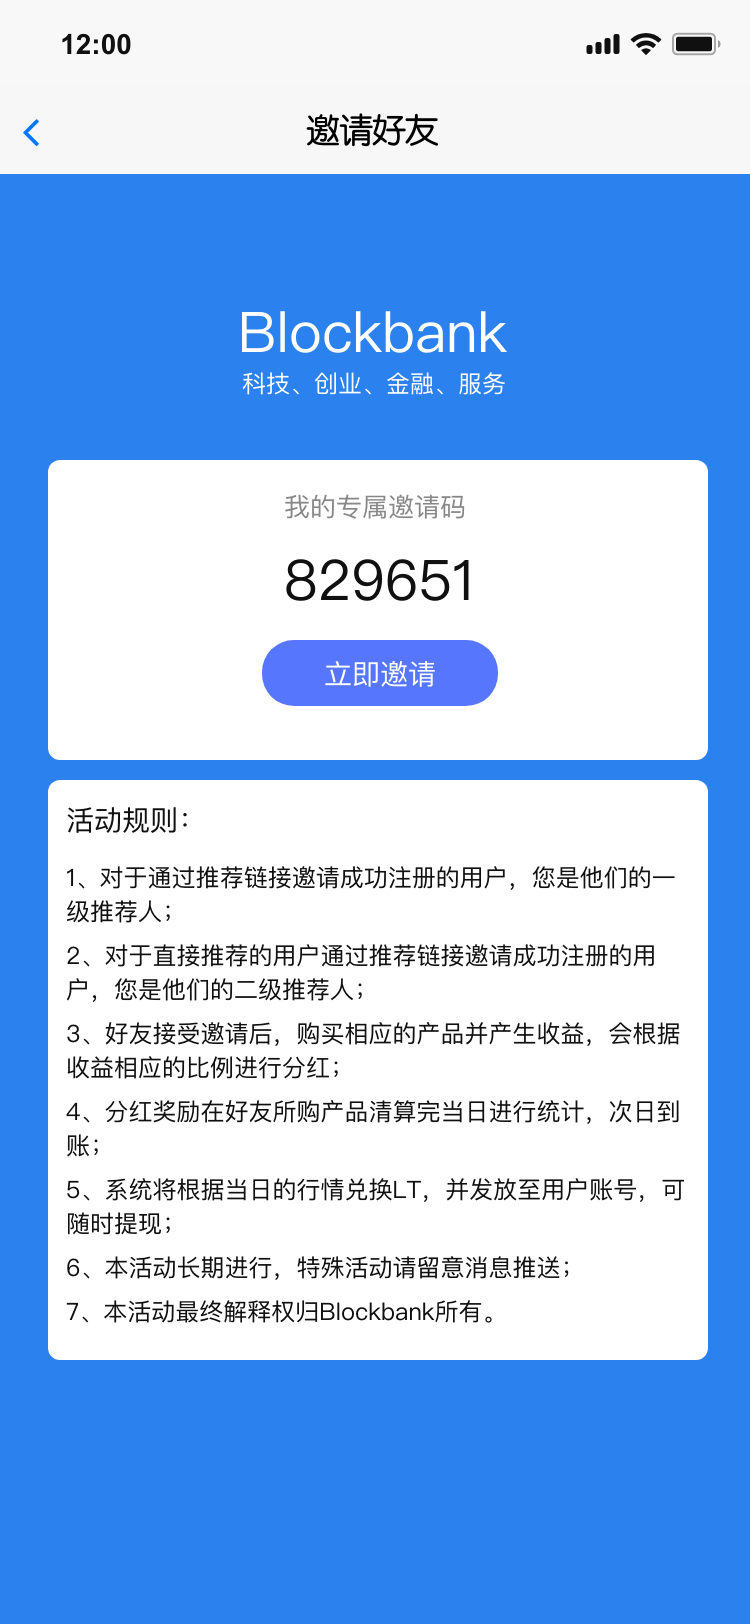 12:00
邀请好友
Blockbank
科技、创业、金融、服务
我的专属邀请码
829651
立即邀请
活动规则：
1、对于通过推荐链接邀请成功注册的用户，您是他们的一
级推荐人；
2、对于直接推荐的用户通过推荐链接邀请成功注册的用
户，您是他们的二级推荐人；
3、好友接受邀请后，购买相应的产品并产生收益，会根据
收益相应的比例进行分红；
4、分红奖励在好友所购产品清算完当日进行统计，次日到
账；
5、系统将根据当日的行情兑换LT，并发放至用户账号，可
随时提现；
6、本活动长期进行，特殊活动请留意消息推送；
7、本活动最终解释权归Blockbank所有。